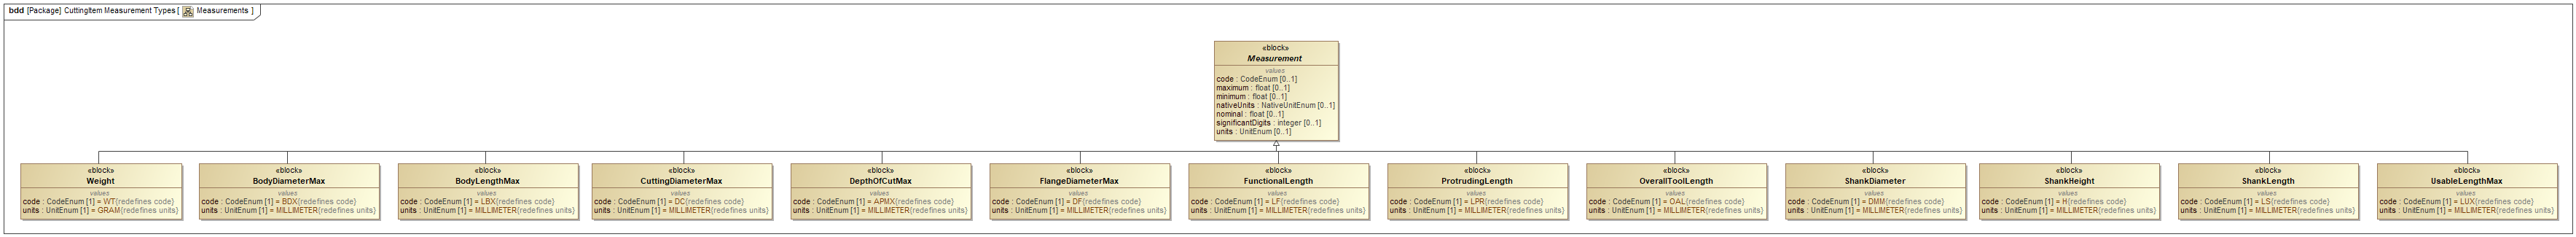 bdd [Package] CuttingItem Measurement Types [ Measurements ]
«block»
Measurement
values
code : CodeEnum [0..1]
maximum : float [0..1]
minimum : float [0..1]
nativeUnits : NativeUnitEnum [0..1]
nominal : float [0..1]
significantDigits : integer [0..1]
units : UnitEnum [0..1]
«block»
Weight
values
code : CodeEnum [1] = WT{redefines code}
units : UnitEnum [1] = GRAM{redefines units}
«block»
BodyDiameterMax
values
code : CodeEnum [1] = BDX{redefines code}
units : UnitEnum [1] = MILLIMETER{redefines units}
«block»
BodyLengthMax
values
code : CodeEnum [1] = LBX{redefines code}
units : UnitEnum [1] = MILLIMETER{redefines units}
«block»
CuttingDiameterMax
values
code : CodeEnum [1] = DC{redefines code}
units : UnitEnum [1] = MILLIMETER{redefines units}
«block»
DepthOfCutMax
values
code : CodeEnum [1] = APMX{redefines code}
units : UnitEnum [1] = MILLIMETER{redefines units}
«block»
FlangeDiameterMax
values
code : CodeEnum [1] = DF{redefines code}
units : UnitEnum [1] = MILLIMETER{redefines units}
«block»
FunctionalLength
values
code : CodeEnum [1] = LF{redefines code}
units : UnitEnum [1] = MILLIMETER{redefines units}
«block»
ProtrudingLength
values
code : CodeEnum [1] = LPR{redefines code}
units : UnitEnum [1] = MILLIMETER{redefines units}
«block»
OverallToolLength
values
code : CodeEnum [1] = OAL{redefines code}
units : UnitEnum [1] = MILLIMETER{redefines units}
«block»
ShankDiameter
values
code : CodeEnum [1] = DMM{redefines code}
units : UnitEnum [1] = MILLIMETER{redefines units}
«block»
ShankHeight
values
code : CodeEnum [1] = H{redefines code}
units : UnitEnum [1] = MILLIMETER{redefines units}
«block»
ShankLength
values
code : CodeEnum [1] = LS{redefines code}
units : UnitEnum [1] = MILLIMETER{redefines units}
«block»
UsableLengthMax
values
code : CodeEnum [1] = LUX{redefines code}
units : UnitEnum [1] = MILLIMETER{redefines units}